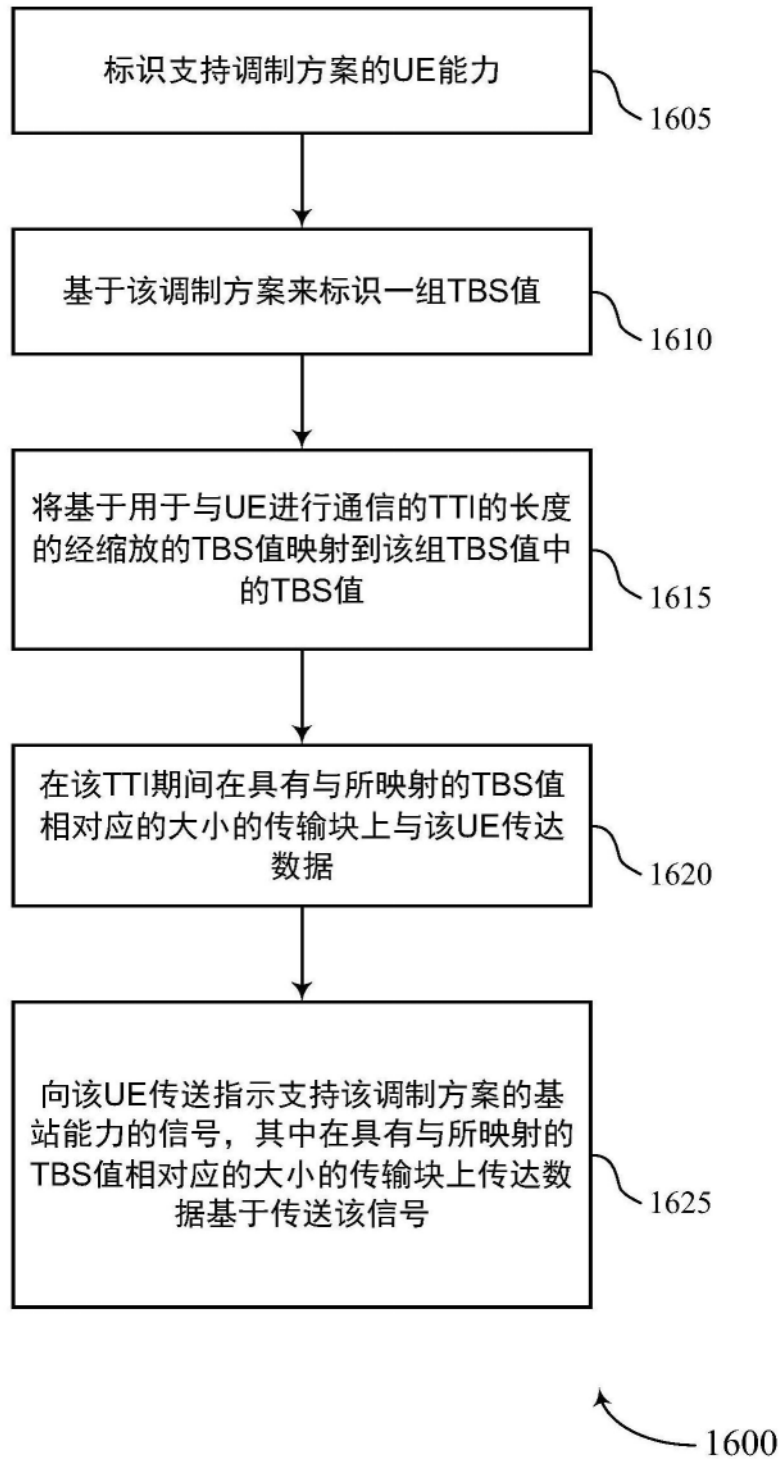 标识支持调制方案的UE能力
1605
基于该调制方案来标识一组TBS值
1610
将基于用于与UE进行通信的TTI的长度
的经缩放的TBS值映射到该组TBS值中
的TBS值
1615
在该TTI期间在具有与所映射的TBS值
相对应的大小的传输块上与该UE传达
数据
1620
向该UE传送指示支持该调制方案的基
站能力的信号，其中在具有与所映射的
TBS值相对应的大小的传输块上传达数
据基于传送该信号
1625
1600